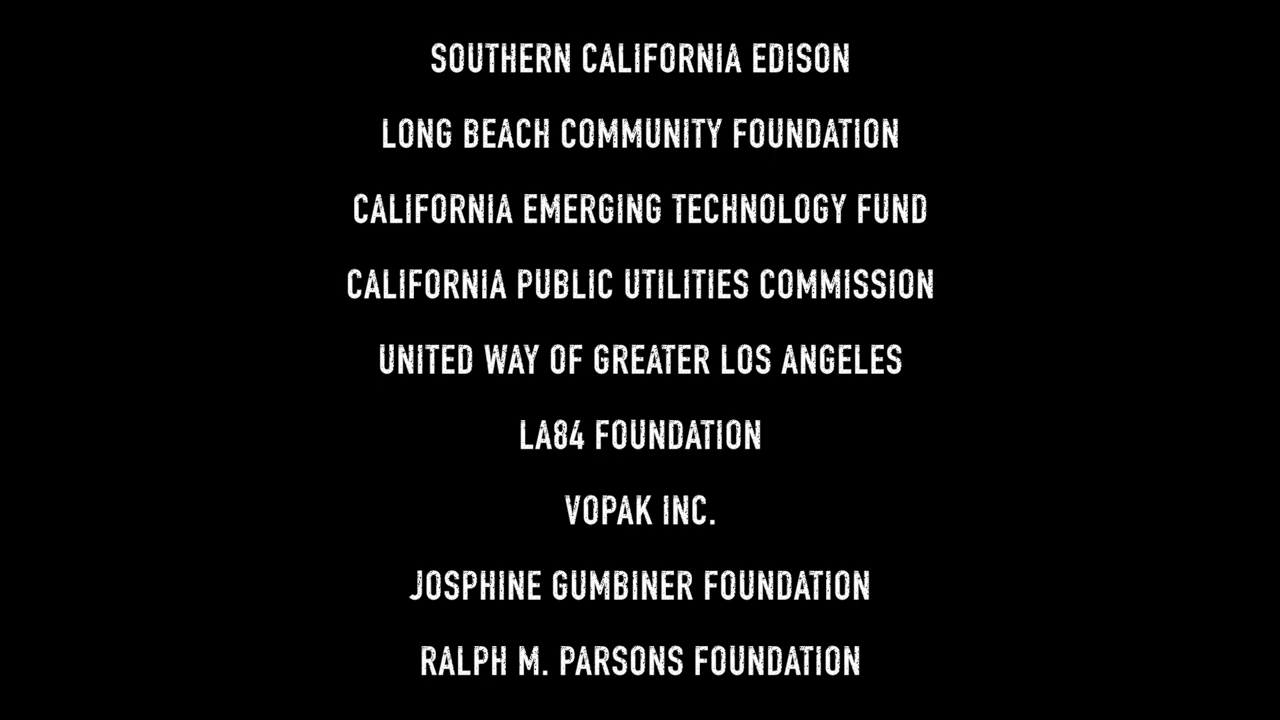 SOUTHERN CALIFORNIA EDISON
LONG BEACH COMMUNITY FOUNDATION
CALIFORNIA EMERGING TECHNOLOGY FUND
CALIFORNIA PUBLIC UTILITIES COMMISSION
UNITED WAY OF GREATER LOS ANGELES
LA84 FOUNDATION
VOPAK INC.
JOSPHINE GUMBINER FOUNDATION
RALPH M. PARSONS FOUNDATION